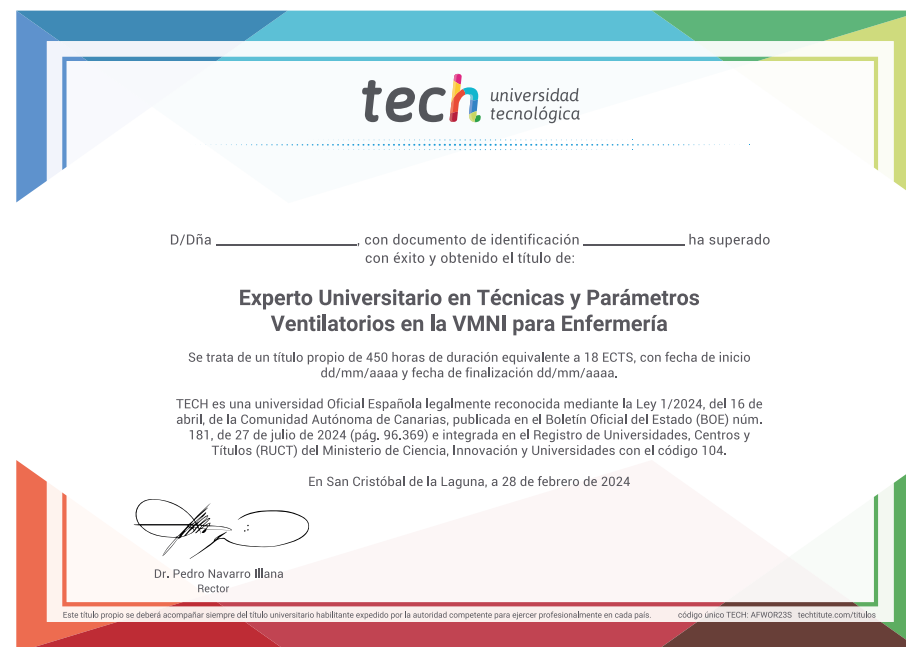 tech universidad
tecnológica
D/Dña ________________, con documento de identificación ____________ ha superado
con éxito y obtenido el título de:
Experto Universitario en Técnicas y Parámetros
Ventilatorios en la VMNI para Enfermería
Se trata de un título propio de 450 horas de duración equivalente a 18 ECTS, con fecha de inicio
dd/mm/aaaa y fecha de finalización dd/mm/aaaa.
TECH es una universidad Oficial Española legalmente reconocida mediante la Ley 1/2024, del 16 de
abril, de la Comunidad Autónoma de Canarias, publicada en el Boletín Oficial del Estado (BOE) núm.
181, de 27 de julio de 2024 (pág. 96.369) e integrada en el Registro de Universidades, Centros y
Títulos (RUCT) del Ministerio de Ciencia, Innovación y Universidades con el código 104.
En San Cristóbal de la Laguna, a 28 de febrero de 2024
Dr. Pedro Navarro Illana
Rector
Este título propio se deberá acompañar siempre del título universitario habilitante expedido por la autoridad competente para ejercer profesionalmente en cada país. código único TECH: AFWOR23S techtitute.com/titulos